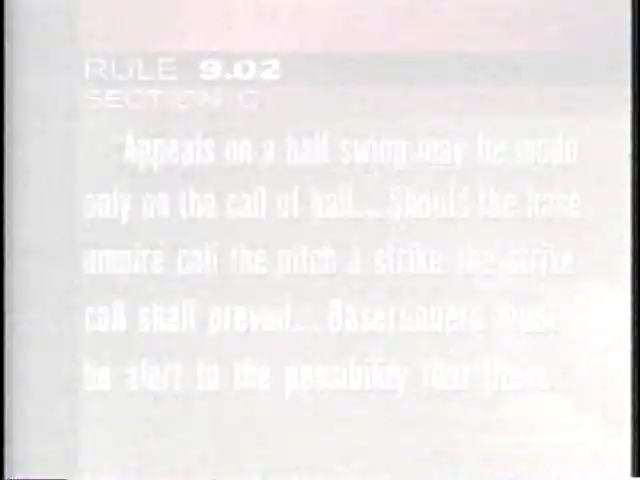 RULE 9.02
SECTION C
"Appeals on a half swing may be made
only on the call of ball... Should the base
umpire call the pitch a strike the strike
call shall prevail... Baserunners must
be alert to the possibility that the